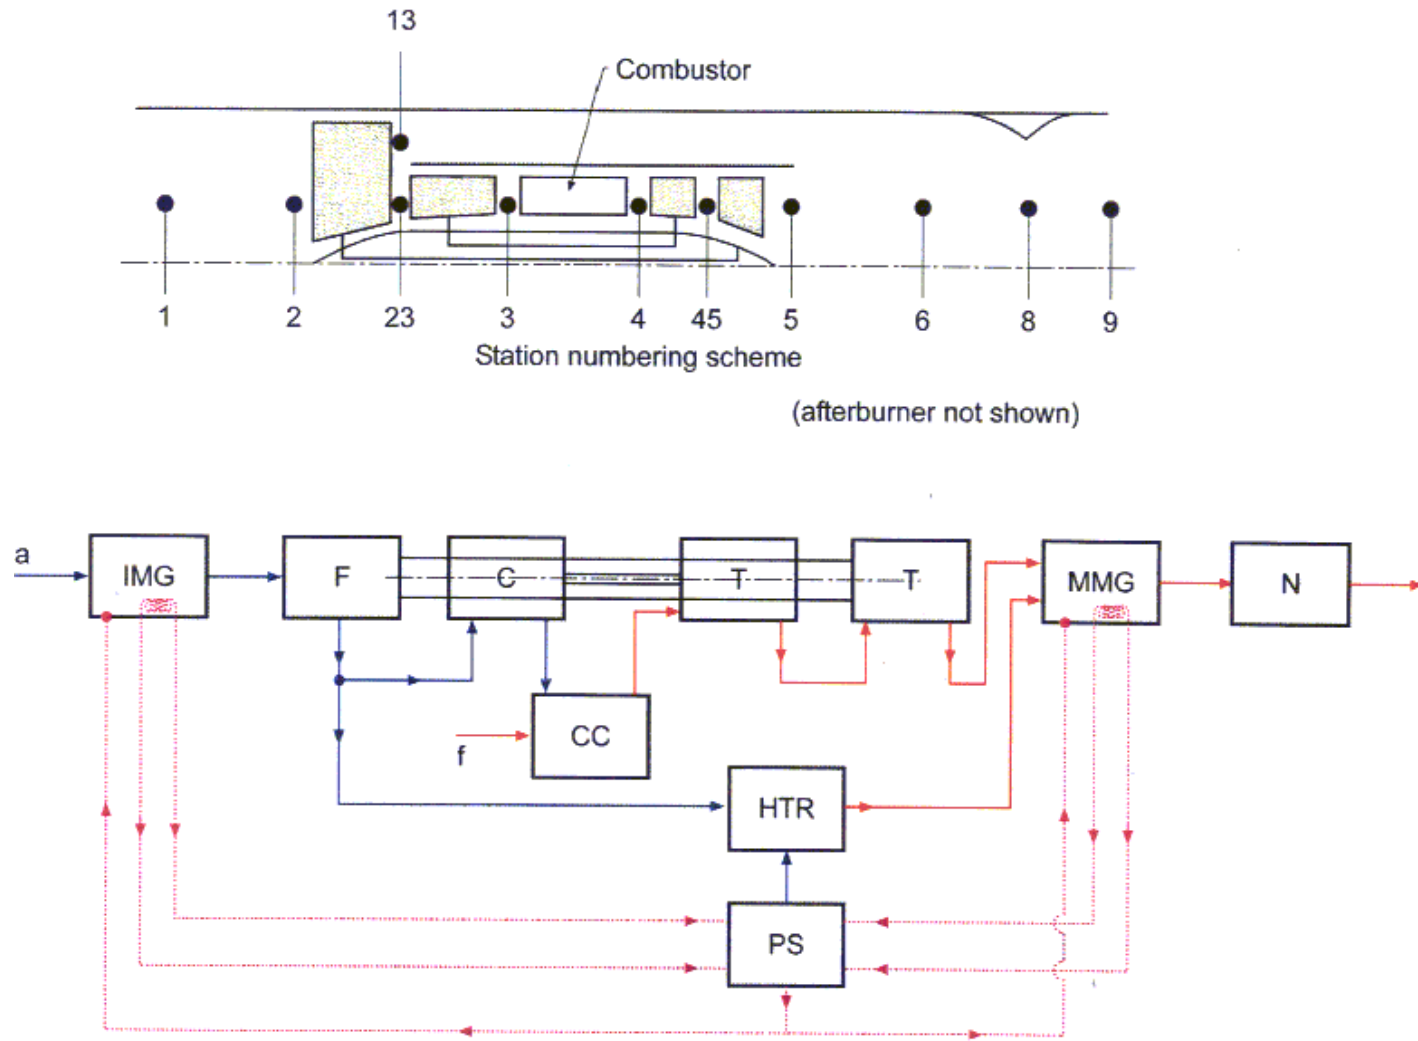 13
Combustor
1 2 23 3 4 45 5 6 8 9
Station numbering scheme
(afterburner not shown)
a
IMG F C T T MMG N
f
CC
HTR
PS